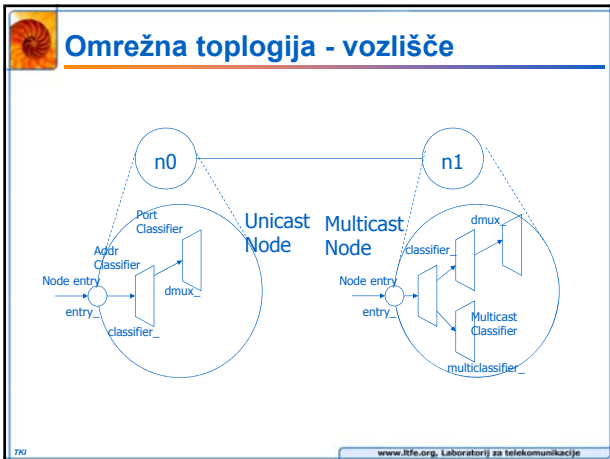 Omrežna toplogija - vozlišče
n0
n1
Port
Classifier
Addr
Classifier
Node entry
entry_
classifier_
dmux_
Unicast
Node
Multicast
Node
dmux_
classifier_
Node entry
entry_
Multicast
Classifier
multiclassifier_
TKI
www.ltfe.org, Laboratorij za telekomunikacije